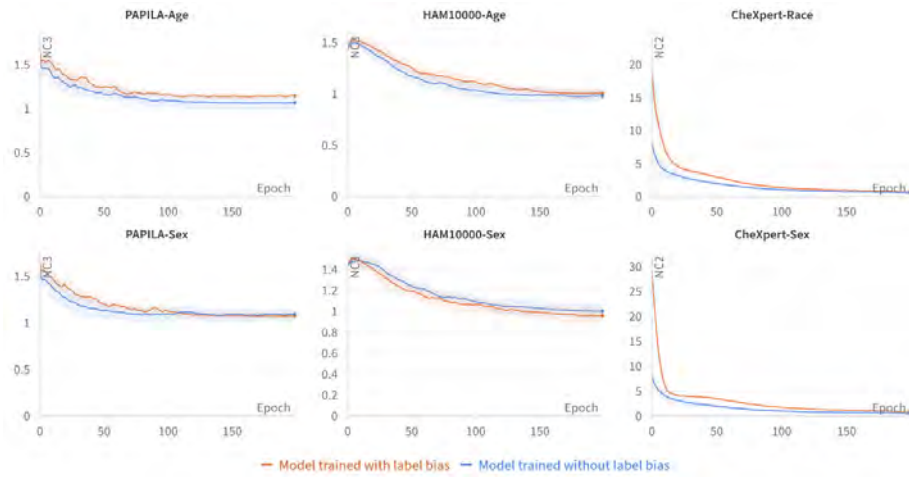 PAPILA-Age
HAM10000-Age
CheXpert-Race
NC3
NC2
1.5
1
0.5
0
1.5
1
0.5
0
20
15
10
5
0
Epoch
Epoch
Epoch
0 50 100 150
0 50 100 150
0 50 100 150
PAPILA-Sex
HAM10000-Sex
CheXpert-Sex
NC3
NC2
1.5
1
0.5
0
1.4
1.2
1
0.8
0.6
0.4
0.2
0
30
25
20
15
10
5
0
Epoch
Epoch
Epoch
0 50 100 150
0 50 100 150
0 50 100 150
Model trained with label bias Model trained without label bias